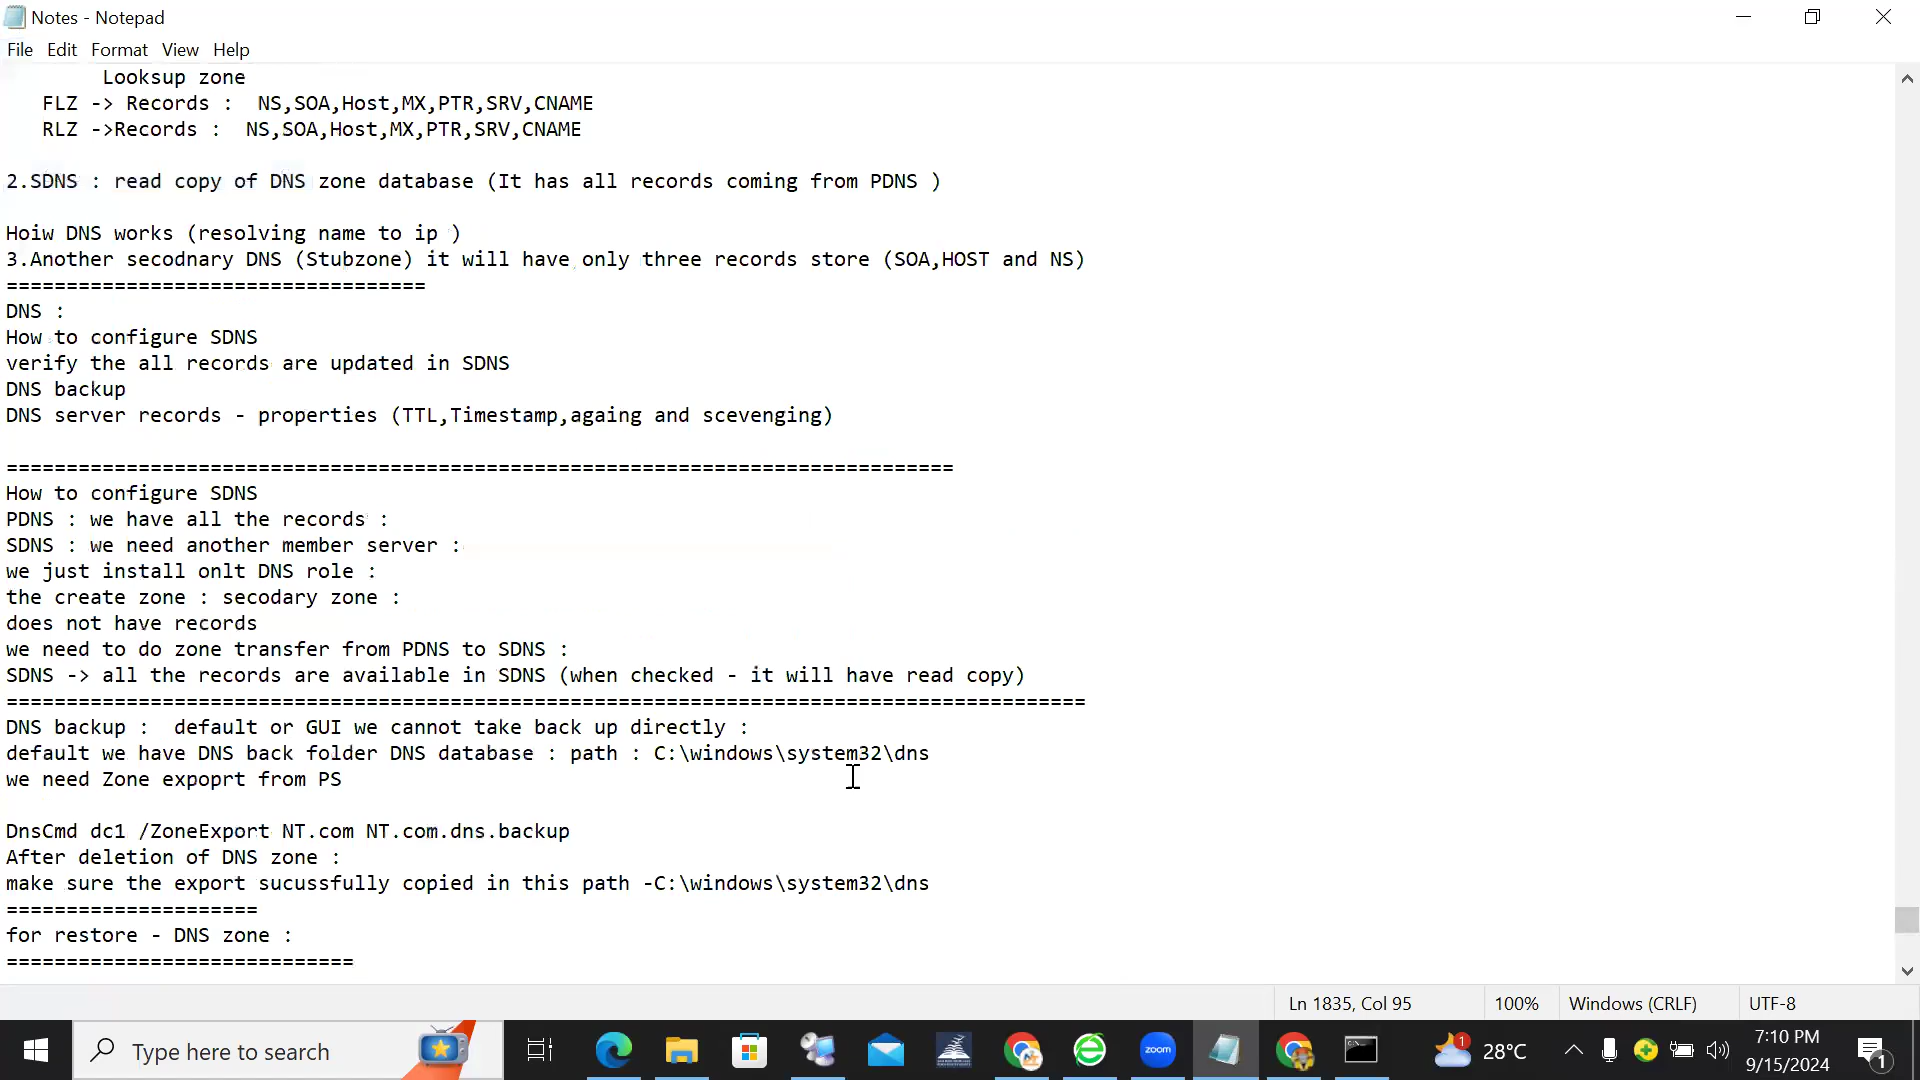 Notes - Notepad
File Edit Format View Help
Looksup zone
FLZ -> Records :  NS,SOA,Host,MX,PTR,SRV,CNAME
RLZ ->Records :  NS,SOA,Host,MX,PTR,SRV,CNAME
2.SDNS : read copy of DNS zone database (It has all records coming from PDNS )
Hoiw DNS works (resolving name to ip )
3.Another secodnary DNS (Stubzone) it will have only three records store (SOA,HOST and NS)
===================================
DNS :
How to configure SDNS
verify the all records are updated in SDNS
DNS backup
DNS server records - properties (TTL,Timestamp,againg and scevenging)
===============================================================================
How to configure SDNS
PDNS : we have all the records :
SDNS : we need another member server :
we just install onlt DNS role :
the create zone : secodary zone :
does not have records
we need to do zone transfer from PDNS to SDNS :
SDNS -> all the records are available in SDNS (when checked - it will have read copy)
==========================================================================================
DNS backup :  default or GUI we cannot take back up directly :
default we have DNS back folder DNS database : path : C:\windows\system32\dns
we need Zone expoprt from PS
DnsCmd dc1 /ZoneExport NT.com NT.com.dns.backup
After deletion of DNS zone :
make sure the export sucussfully copied in this path -C:\windows\system32\dns
=====================
for restore - DNS zone :
=============================
Ln 1835, Col 95
100%
Windows (CRLF)
UTF-8
Type here to search
zoom
1
28°C
7:10 PM
9/15/2024
1